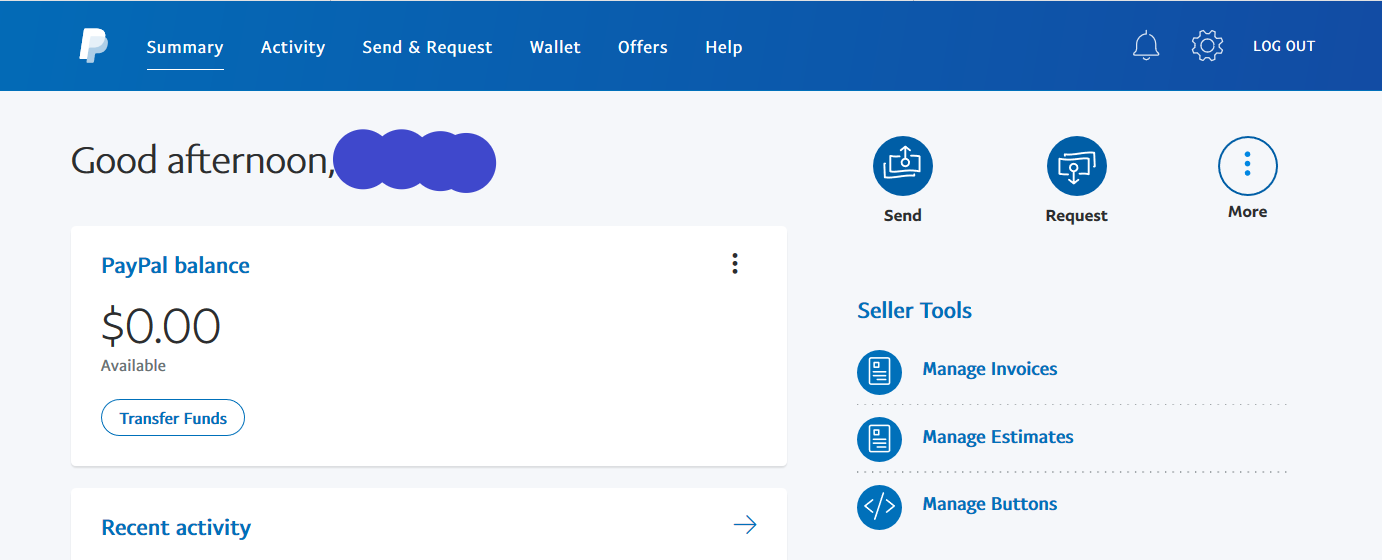 Summary Activity Send & Request Wallet Offers Help LOG OUT
Good afternoon,
Send Request More
PayPal balance
$0.00
Available
Transfer Funds
Seller Tools
Manage Invoices
Manage Estimates
Manage Buttons
Recent activity